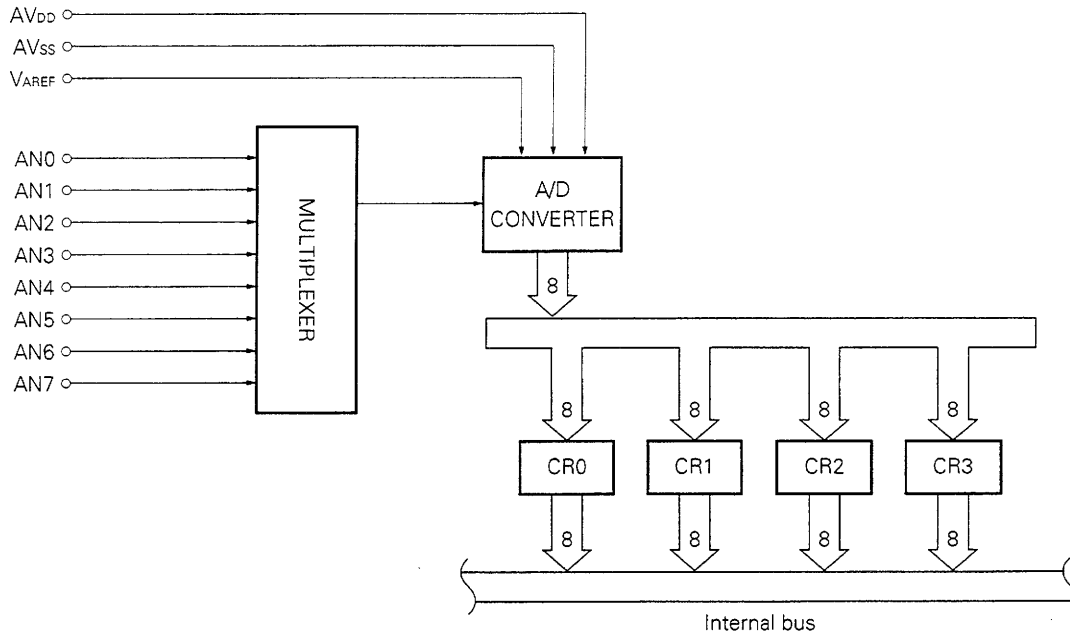 AVDD
AVSS
VAREF
AN0
AN1
AN2
AN3
AN4
AN5
AN6
AN7
MULTIPLEXER
A/D
CONVERTER
8
8 8 8 8
CR0 CR1 CR2 CR3
8 8 8 8
Internal bus